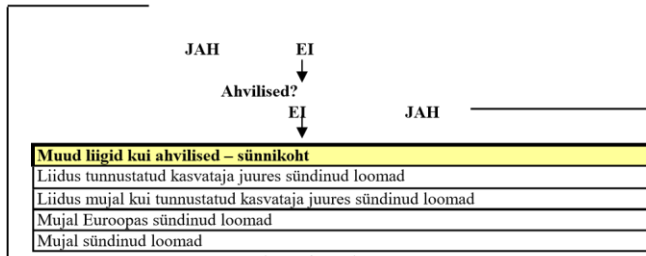 JAH EI
Ahvilised?
EI JAH
Muud liigid kui ahvilised – sünnikoht
Liidus tunnustatud kasvataja juures sündinud loomad
Liidus mujal kui tunnustatud kasvataja juures sündinud loomad
Mujal Euroopas sündinud loomad
Mujal sündinud loomad